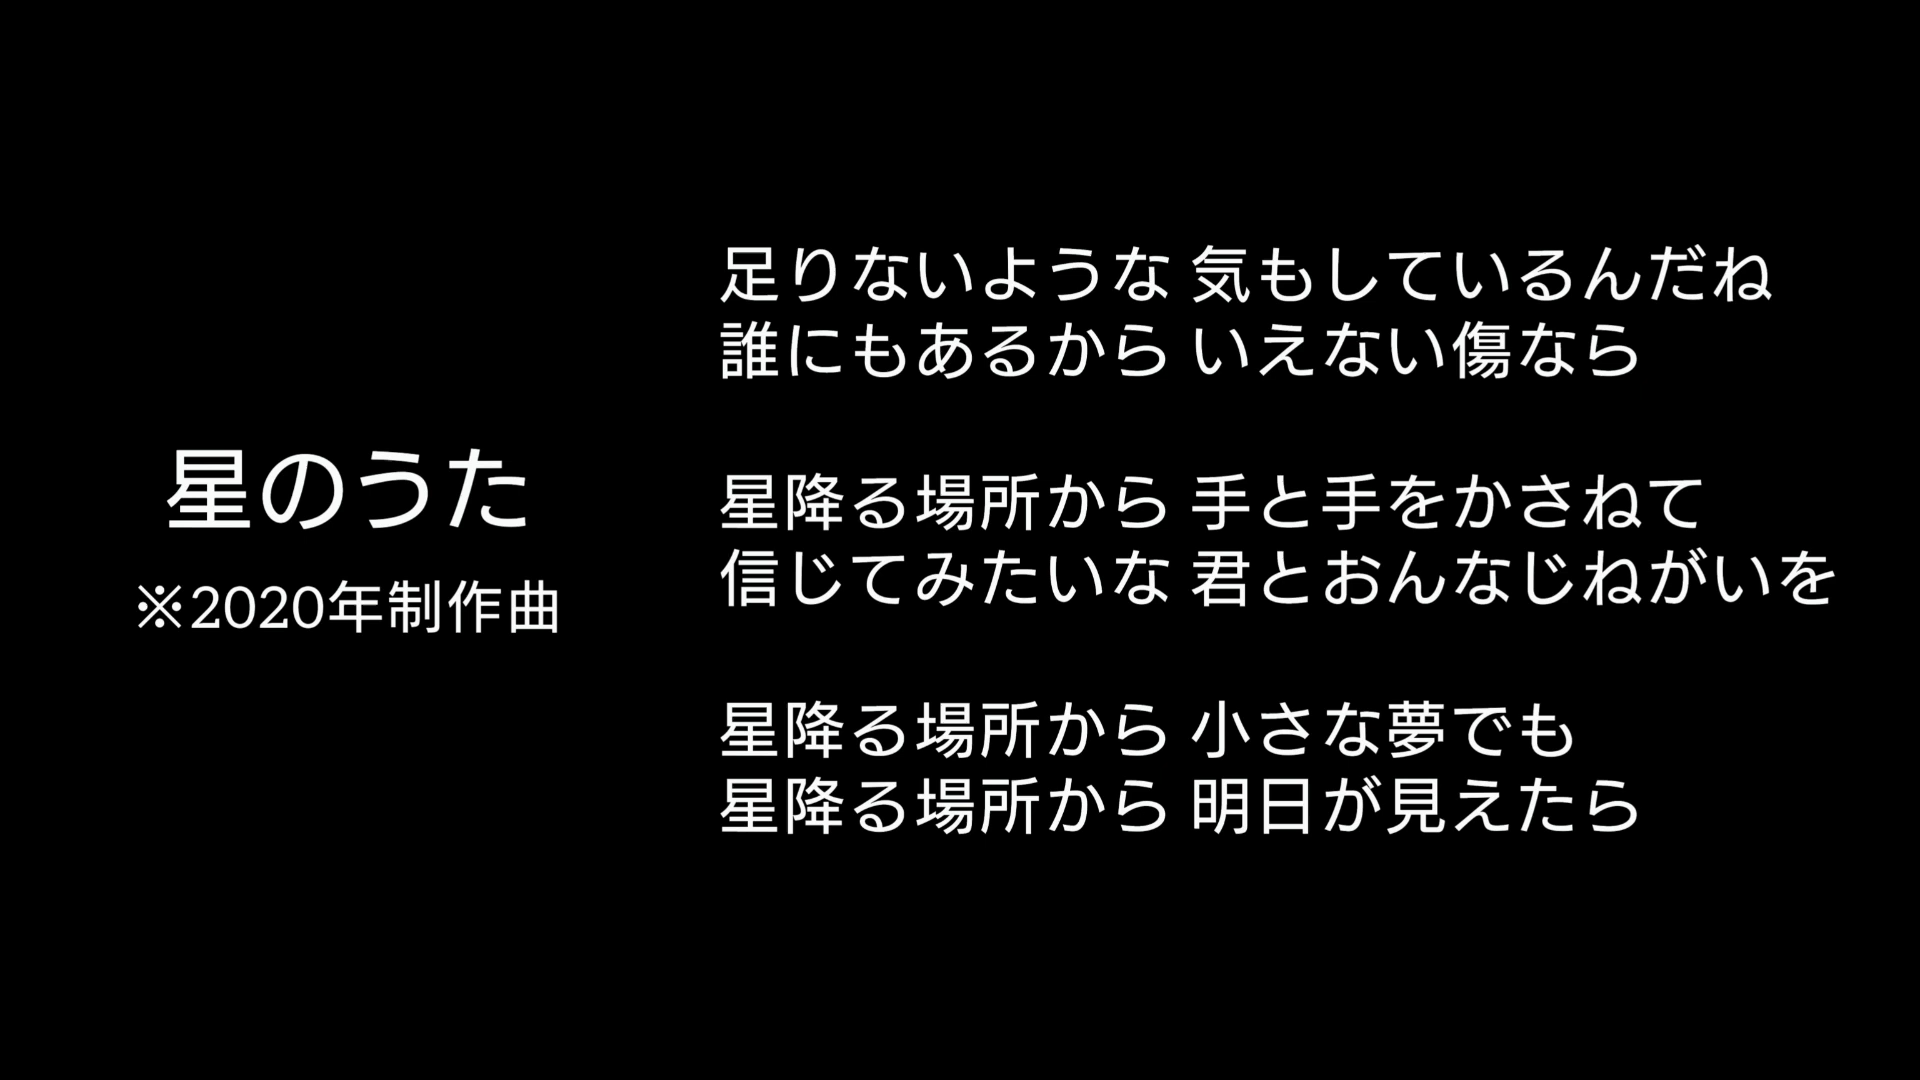 星のうた
※2020年制作曲
足りないような 気もしているんだね
誰にもあるから いえない傷なら
星降る場所から 手と手をかさねて
信じてみたいな 君とおんなじねがいを
星降る場所から 小さな夢でも
星降る場所から 明日が見えたら